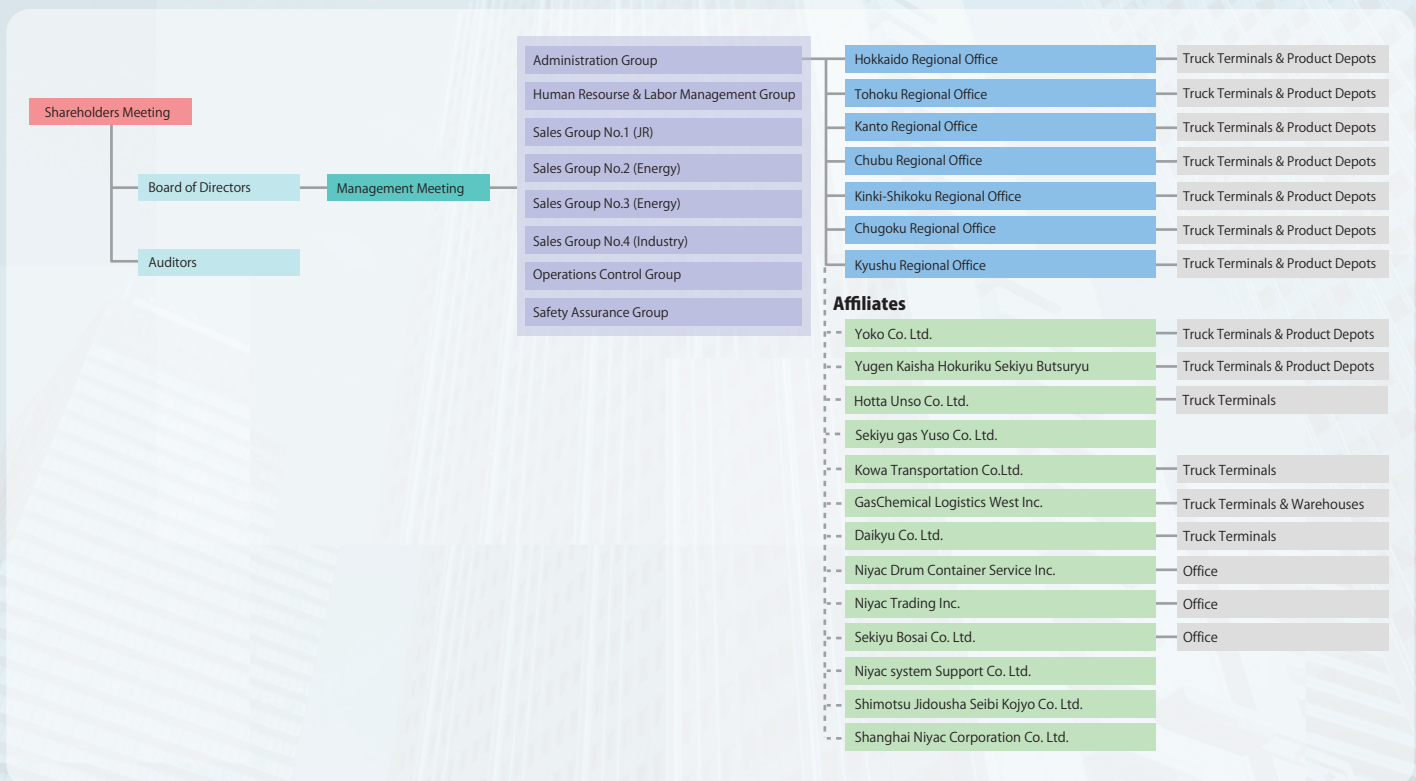 Shareholders Meeting
Board of Directors
Auditors
Management Meeting
Administration Group
Human Resourse & Labor Management Group
Sales Group No.1 (JR)
Sales Group No.2 (Energy)
Sales Group No.3 (Energy)
Sales Group No.4 (Industry)
Operations Control Group
Safety Assurance Group
Hokkaido Regional Office
Truck Terminals & Product Depots
Tohoku Regional Office
Truck Terminals & Product Depots
Kanto Regional Office
Truck Terminals & Product Depots
Chubu Regional Office
Truck Terminals & Product Depots
Kinki-Shikoku Regional Office
Truck Terminals & Product Depots
Chugoku Regional Office
Truck Terminals & Product Depots
Kyushu Regional Office
Truck Terminals & Product Depots
Affiliates
Yoko Co. Ltd.
Truck Terminals & Product Depots
Yugen Kaisha Hokuriku Sekiyu Butsuryu
Truck Terminals & Product Depots
Hotta Unso Co. Ltd.
Truck Terminals
Sekiyu gas Yuso Co. Ltd.
Kowa Transportation Co.Ltd.
Truck Terminals
GasChemical Logistics West Inc.
Truck Terminals & Warehouses
Daikyu Co. Ltd.
Truck Terminals
Niyac Drum Container Service Inc.
Office
Niyac Trading Inc.
Office
Sekiyu Bosai Co. Ltd.
Office
Niyac system Support Co. Ltd.
Shimotsu Jidousha Seibi Kojyo Co. Ltd.
Shanghai Niyac Corporation Co. Ltd.